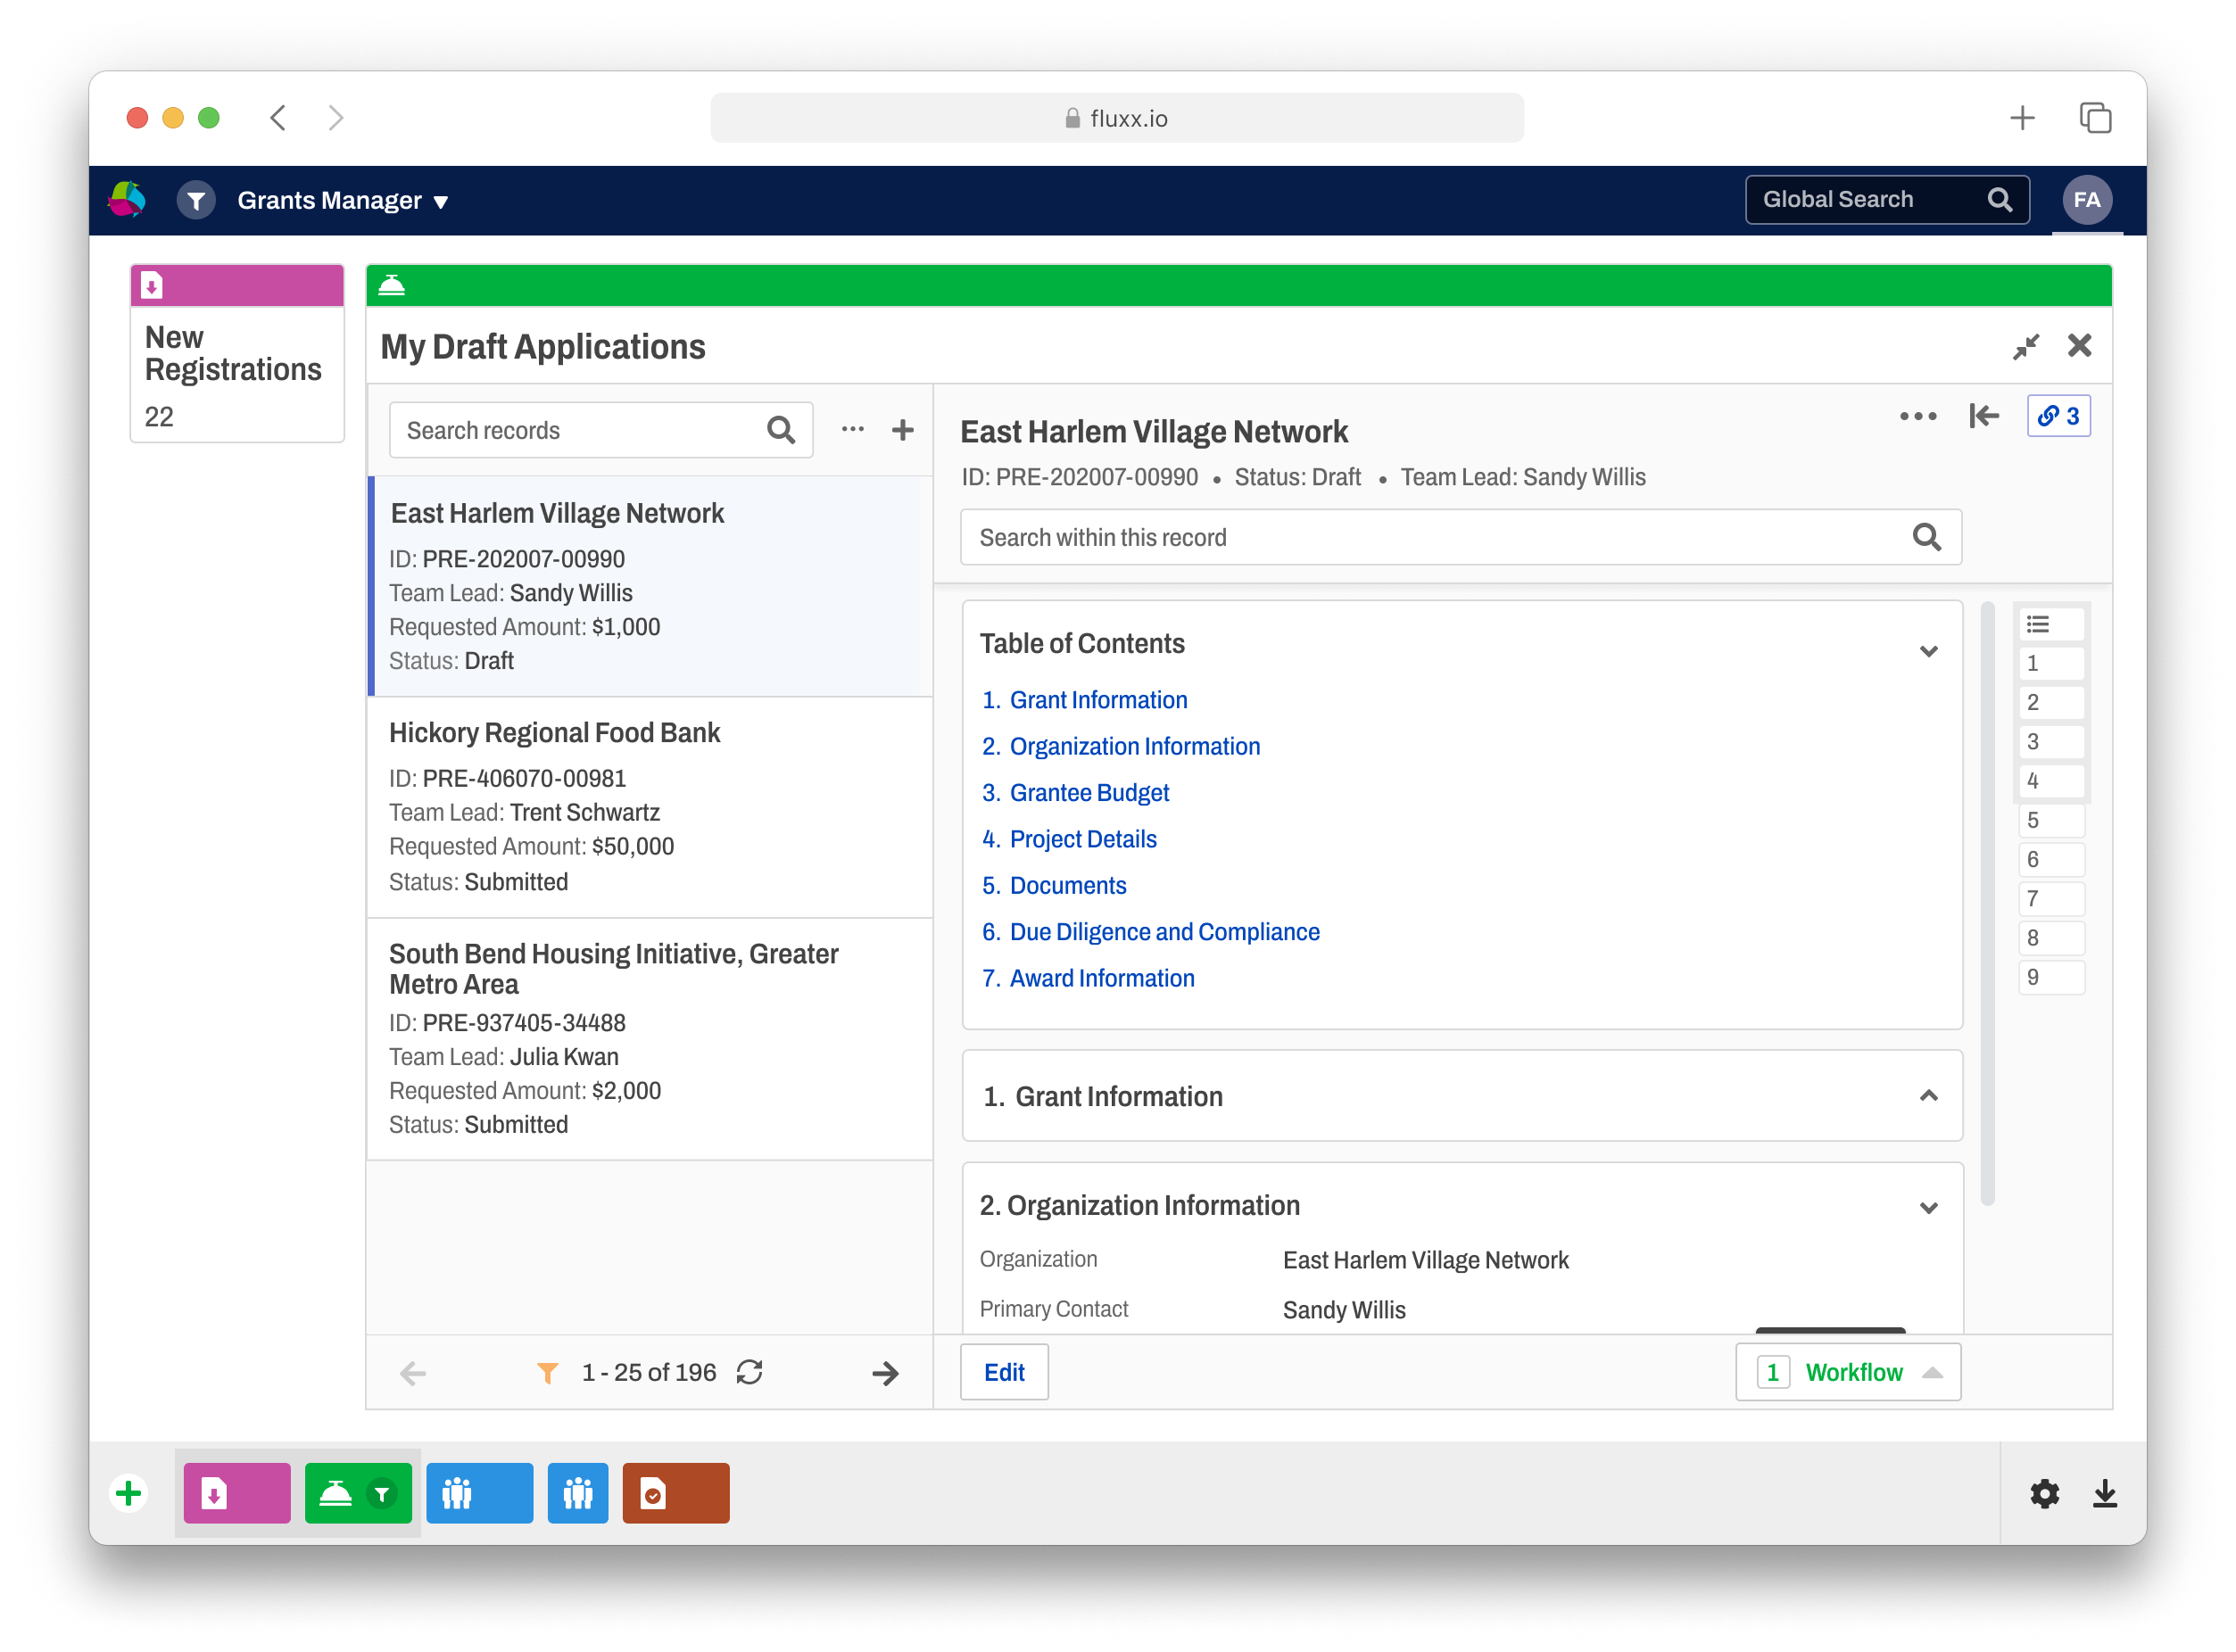 fluxx.io
Grants Manager
Global Search
FA
New
Registrations
22
My Draft Applications
Search records
East Harlem Village Network
ID: PRE-202007-00990
Team Lead: Sandy Willis
Requested Amount: $1,000
Status: Draft
Hickory Regional Food Bank
ID: PRE-406070-00981
Team Lead: Trent Schwartz
Requested Amount: $50,000
Status: Submitted
South Bend Housing Initiative, Greater
Metro Area
ID: PRE-937405-34488
Team Lead: Julia Kwan
Requested Amount: $2,000
Status: Submitted
1 - 25 of 196
East Harlem Village Network
3
ID: PRE-202007-00990 • Status: Draft • Team Lead: Sandy Willis
Search within this record
Table of Contents
1. Grant Information
2. Organization Information
3. Grantee Budget
4. Project Details
5. Documents
6. Due Diligence and Compliance
7. Award Information
1. Grant Information
2. Organization Information
Organization East Harlem Village Network
Primary Contact Sandy Willis
1
2
3
4
5
6
7
8
9
Edit
1 Workflow